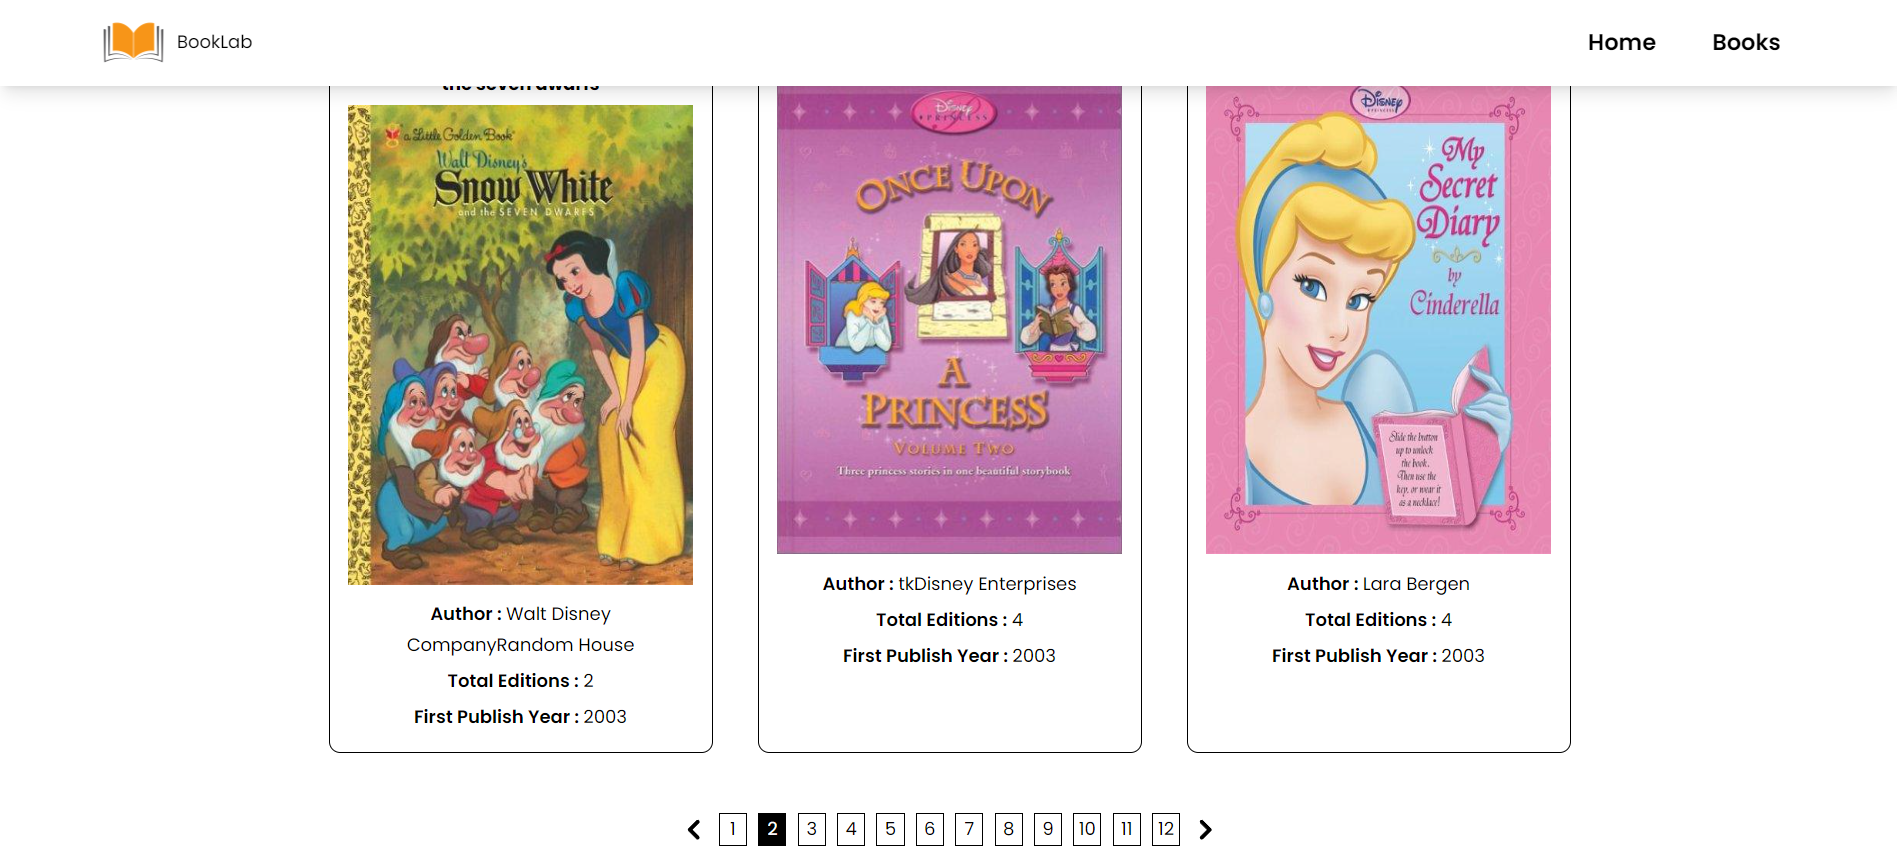 BookLab
Home
Books
the seven dwarfs
a Little Golden Book
Walt Disney's
Snow White
and the SEVEN DWARFS
Author : Walt Disney
CompanyRandom House
Total Editions : 2
First Publish Year : 2003
Disney
PRINCESS
ONCE UPON
A
PRINCESS
VOLUME TWO
Three princess stories in one beautiful storybook
Author : tkDisney Enterprises
Total Editions : 4
First Publish Year : 2003
Disney
My
Secret
Diary
by
Cinderella
Slide the button
up to unlock
the book.
Then use the
key, or wear it
as a necklace!
Author : Lara Bergen
Total Editions : 4
First Publish Year : 2003
1 2 3 4 5 6 7 8 9 10 11 12